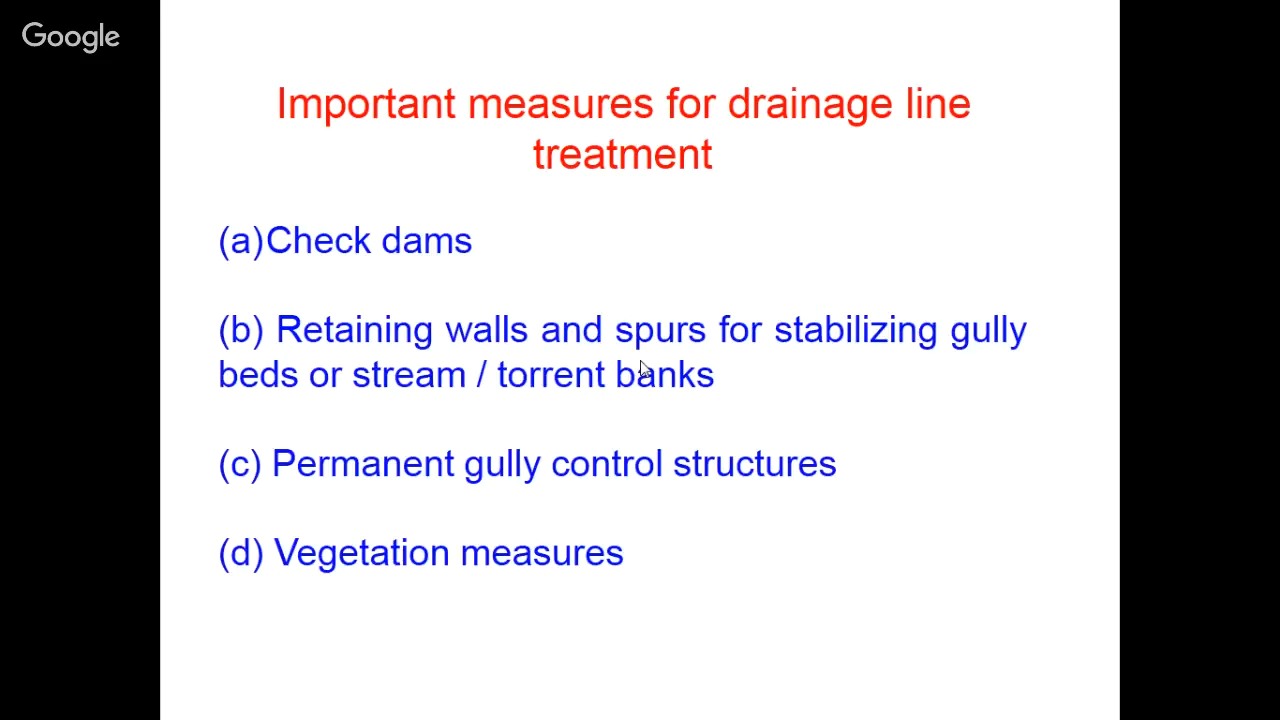 Google
Important measures for drainage line
treatment
(a)Check dams
(b) Retaining walls and spurs for stabilizing gully
beds or stream / torrent banks
(c) Permanent gully control structures
(d) Vegetation measures